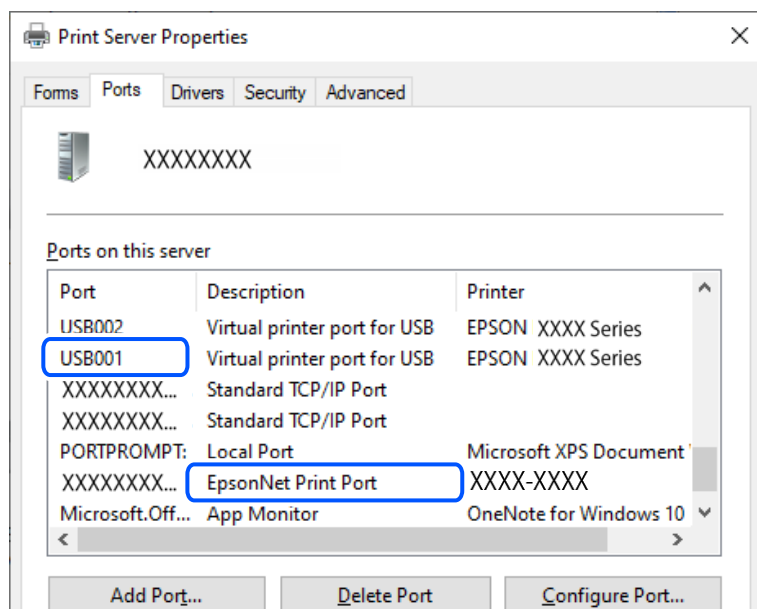 Print Server Properties
Forms Ports Drivers Security Advanced
XXXXXXXX
Ports on this server
Port Description Printer
USB002 Virtual printer port for USB EPSON XXXX Series
USB001 Virtual printer port for USB EPSON XXXX Series
XXXXXXXX... Standard TCP/IP Port
XXXXXXXX... Standard TCP/IP Port
PORTPROMPT: Local Port Microsoft XPS Document
XXXXXXXX... EpsonNet Print Port XXXX-XXXX
Microsoft.Off... App Monitor OneNote for Windows 10
Add Port... Delete Port Configure Port...